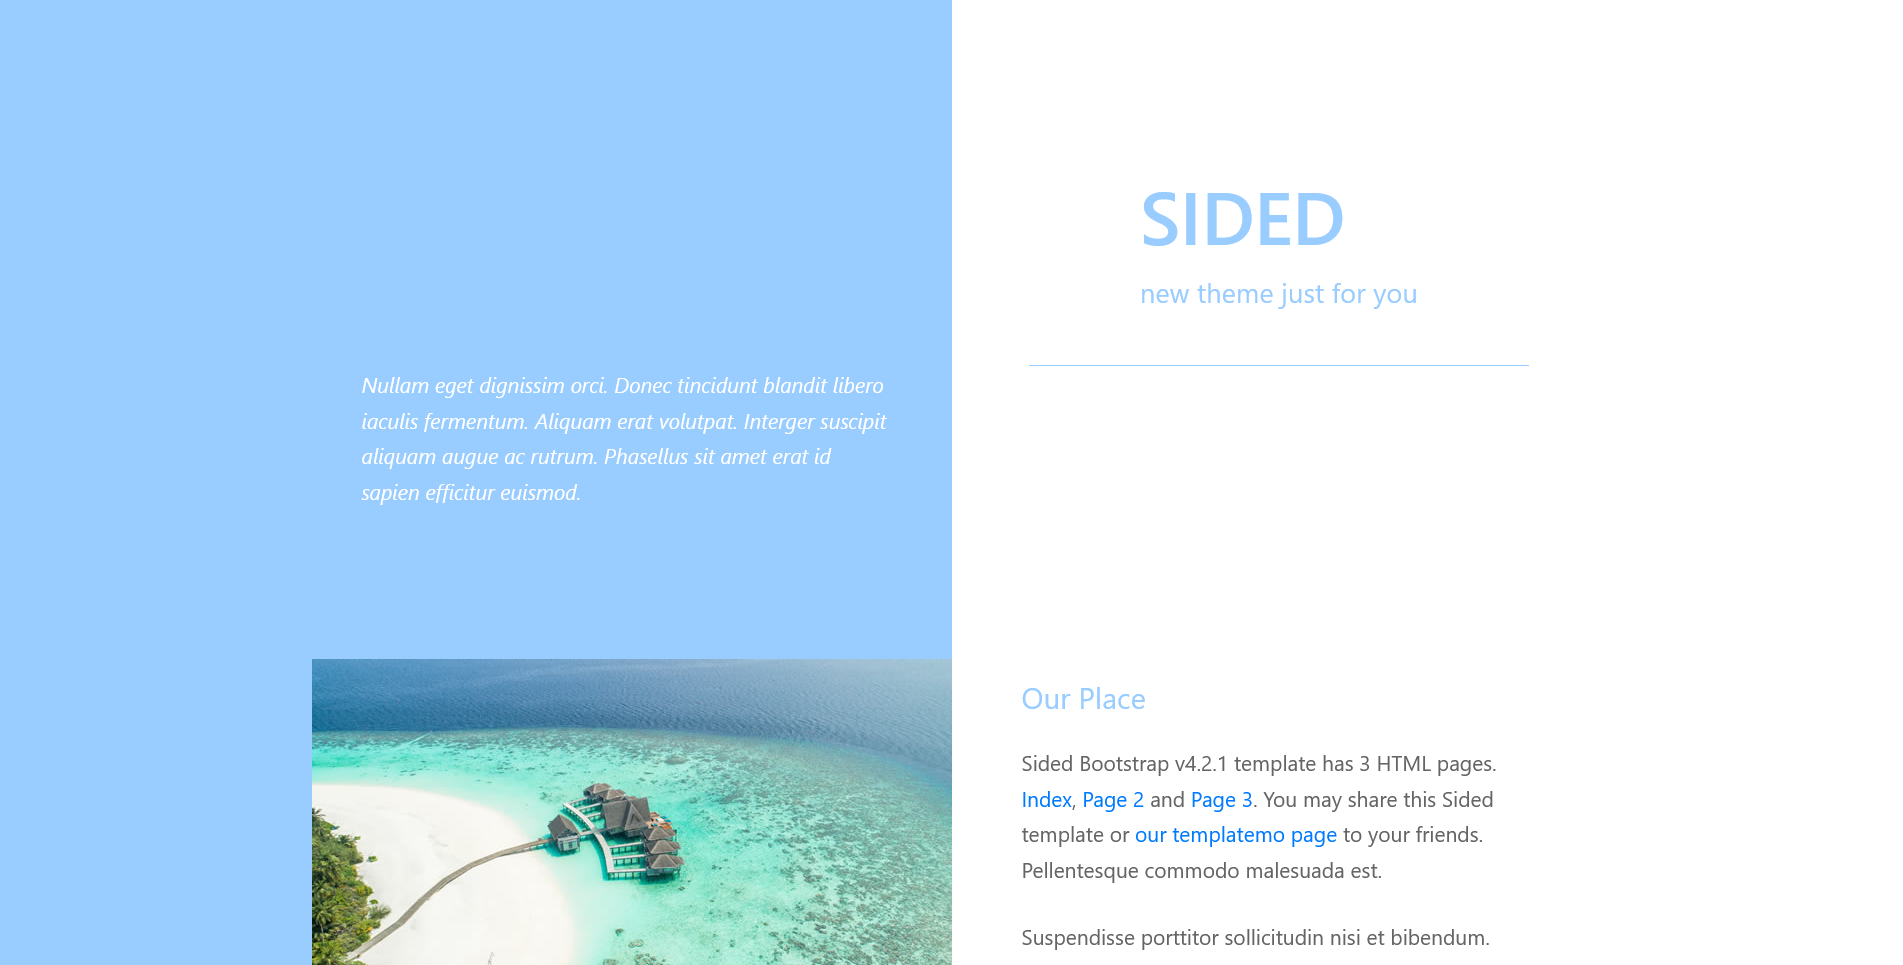 SIDED
new theme just for you
Nullam eget dignissim orci. Donec tincidunt blandit libero
iaculis fermentum. Aliquam erat volutpat. Interger suscipit
aliquam augue ac rutrum. Phasellus sit amet erat id
sapien efficitur euismod.
Our Place
Sided Bootstrap v4.2.1 template has 3 HTML pages.
Index, Page 2 and Page 3. You may share this Sided
template or our templatemo page to your friends.
Pellentesque commodo malesuada est.
Suspendisse porttitor sollicitudin nisi et bibendum.